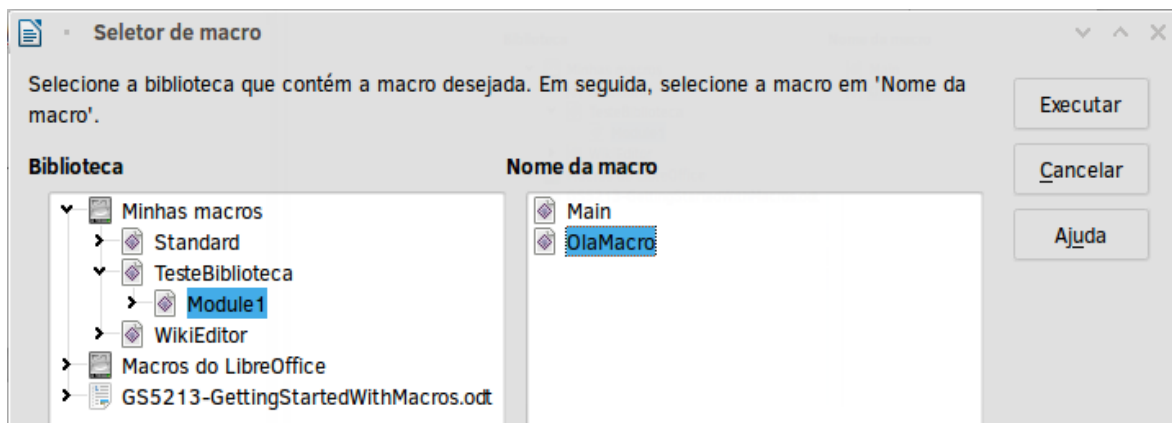 Seletor de macro
Selecione a biblioteca que contém a macro desejada. Em seguida, selecione a macro em 'Nome da
macro'.
Executar
Cancelar
Ajuda
Biblioteca
Minhas macros
Standard
TesteBiblioteca
Module1
WikiEditor
Macros do LibreOffice
GS5213-GettingStartedWithMacros.odt
Nome da macro
Main
OlaMacro